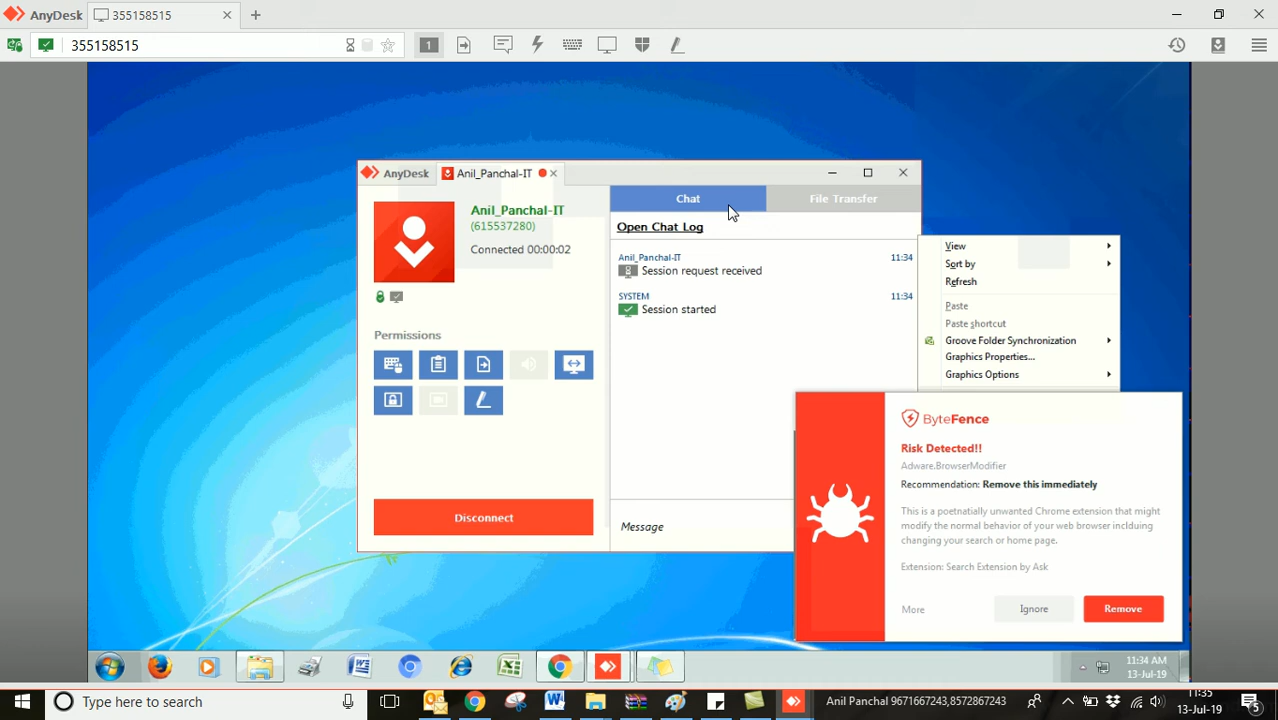 AnyDesk
355158515
355158515
1
AnyDesk
Anil_Panchal-IT
Anil_Panchal-IT
(615537280)
Connected 00:00:02
Permissions
Disconnect
Chat
File Transfer
Open Chat Log
Anil_Panchal-IT
11:34
Session request received
SYSTEM
11:34
Session started
Message
View
Sort by
Refresh
Paste
Paste shortcut
Groove Folder Synchronization
Graphics Properties...
Graphics Options
ByteFence
Risk Detected!!
Adware.BrowserModifier
Recommendation: Remove this immediately
This is a poetnatially unwanted Chrome extension that might
modify the normal behavior of your web browser inclduing
changing your search or home page.
Extension: Search Extension by Ask
More
Ignore
Remove
11:34 AM
13-Jul-19
Type here to search
Anil Panchal 9671667243,8572867243
11:35
13-Jul-19
5